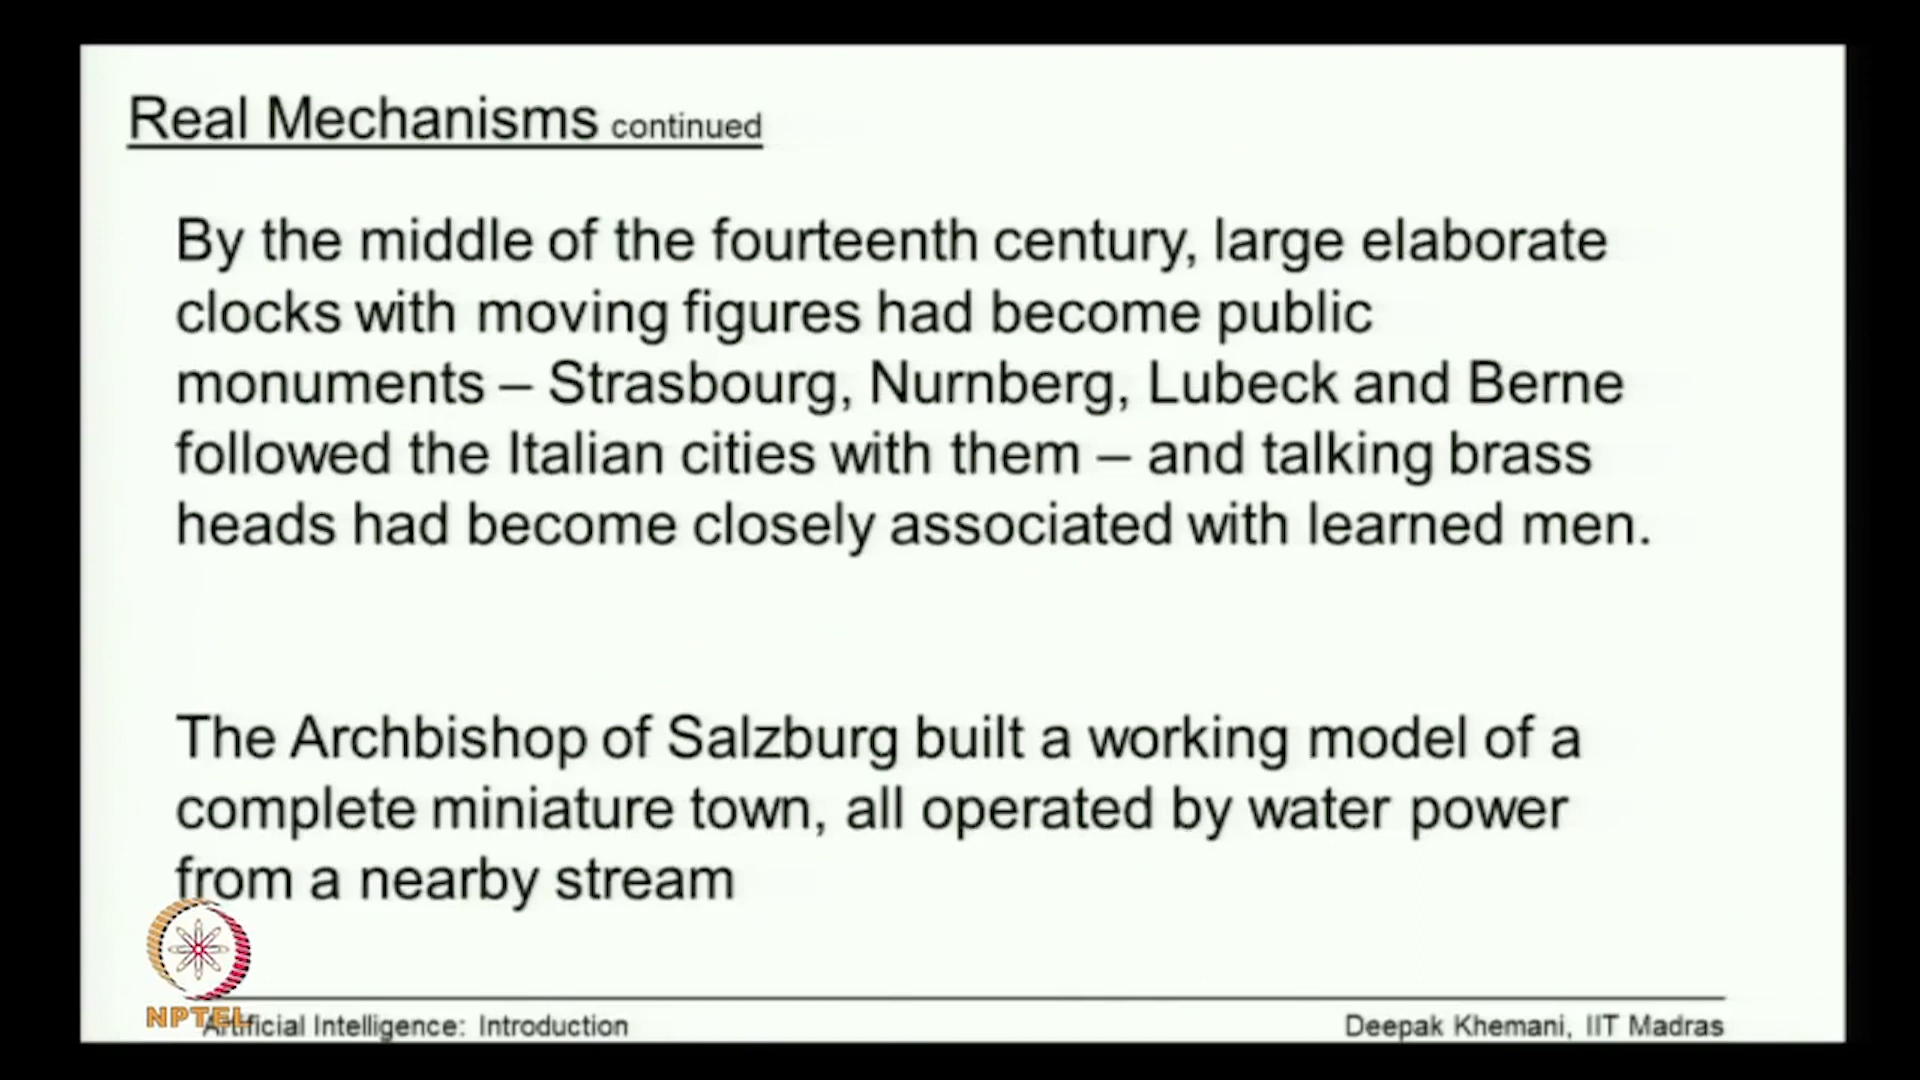 Real Mechanisms continued
By the middle of the fourteenth century, large elaborate
clocks with moving figures had become public
monuments – Strasbourg, Nurnberg, Lubeck and Berne
followed the Italian cities with them – and talking brass
heads had become closely associated with learned men.
The Archbishop of Salzburg built a working model of a
complete miniature town, all operated by water power
from a nearby stream
NPTEL
Artificial Intelligence: Introduction
Deepak Khemani, IIT Madras